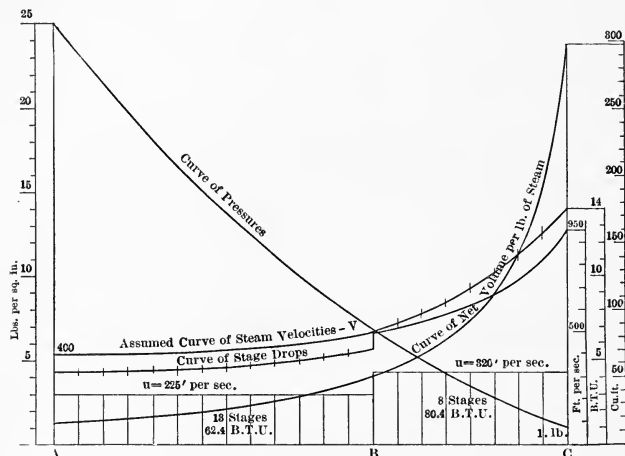 25
20
15
10
5
Lbs. per sq. in.
Curve of Pressures
Assumed Curve of Steam Velocities - V
400
Curve of Stage Drops
u = 225' per sec.
13 Stages
62.4 B.T.U.
Curve of Net Volume per lb. of Steam
u = 320' per sec.
8 Stages
80.4 B.T.U.
1. lb.
300
250
200
150
100
50
Cu.ft.
14
10
5
B.T.U.
950
500
Ft. per sec.
A
B
C